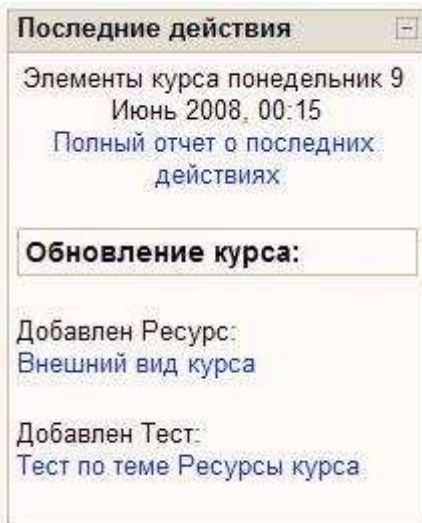 Последние действия
Элементы курса понедельник 9
Июнь 2008, 00:15
Полный отчет о последних
действиях
Обновление курса:
Добавлен Ресурс:
Внешний вид курса
Добавлен Тест:
Тест по теме Ресурсы курса